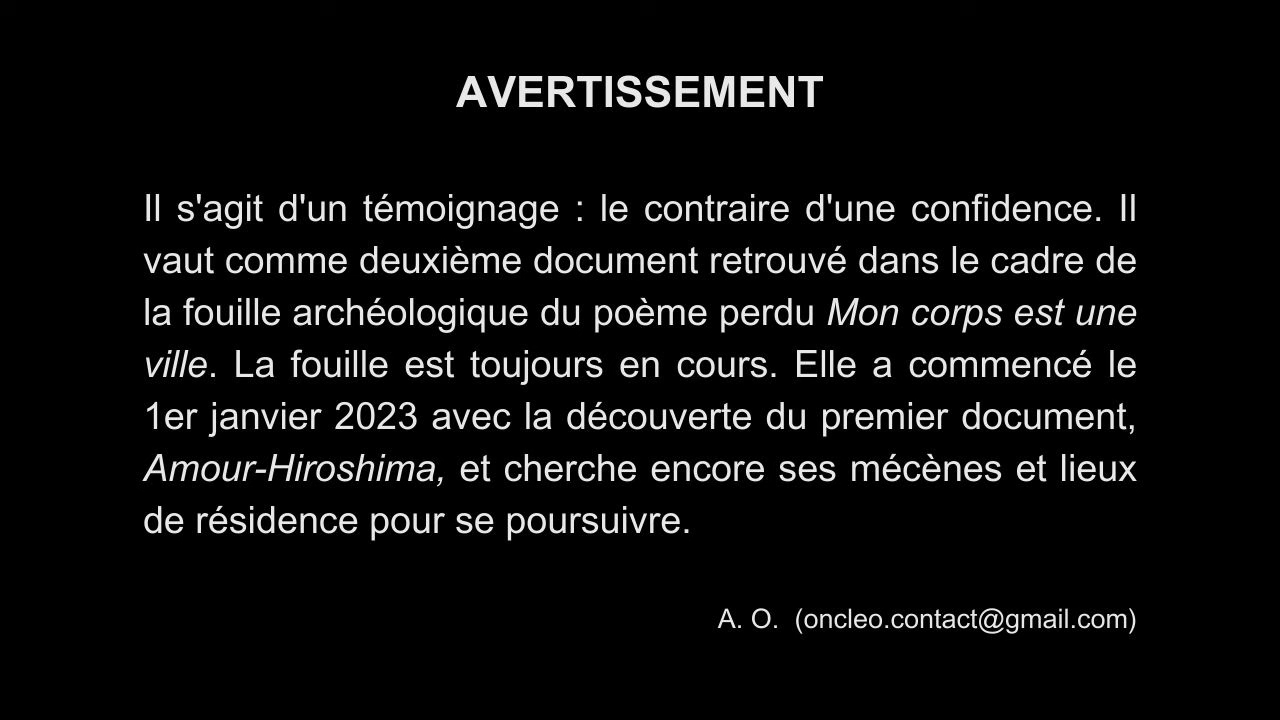 AVERTISSEMENT
Il s'agit d'un témoignage : le contraire d'une confidence. Il
vaut comme deuxième document retrouvé dans le cadre de
la fouille archéologique du poème perdu Mon corps est une
ville. La fouille est toujours en cours. Elle a commencé le
1er janvier 2023 avec la découverte du premier document,
Amour-Hiroshima, et cherche encore ses mécènes et lieux
de résidence pour se poursuivre.
A. O. (oncleo.contact@gmail.com)